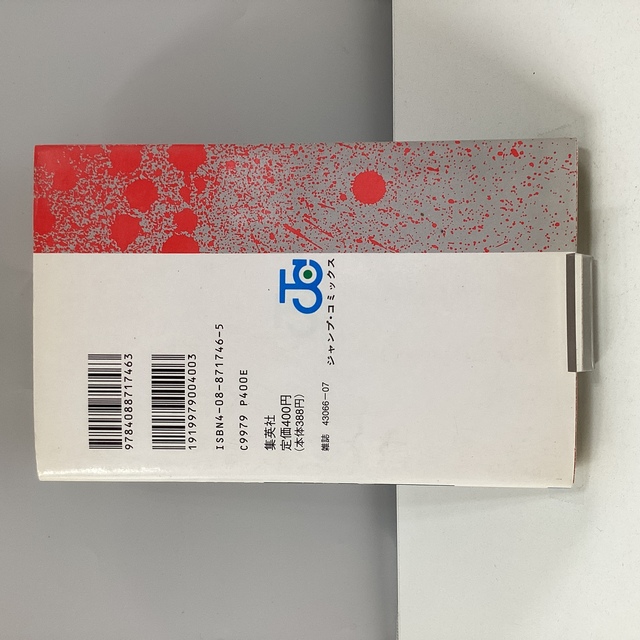 ジャンプ・コミックス
9784088717463
1919979004003
ISBN4-08-871746-5
C9979 P400E
集英社
定価400円
(本体388円)
雑誌 43066-07